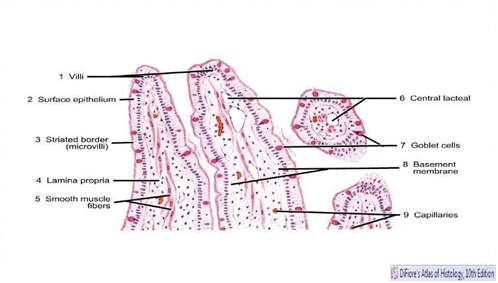 1 Villi
2 Surface epithelium
3 Striated border
(microvilli)
4 Lamina propria
5 Smooth muscle
fibers
6 Central lacteal
7 Goblet cells
8 Basement
membrane
9 Capillaries
DiFiore's Atlas of Histology, 10th Edition